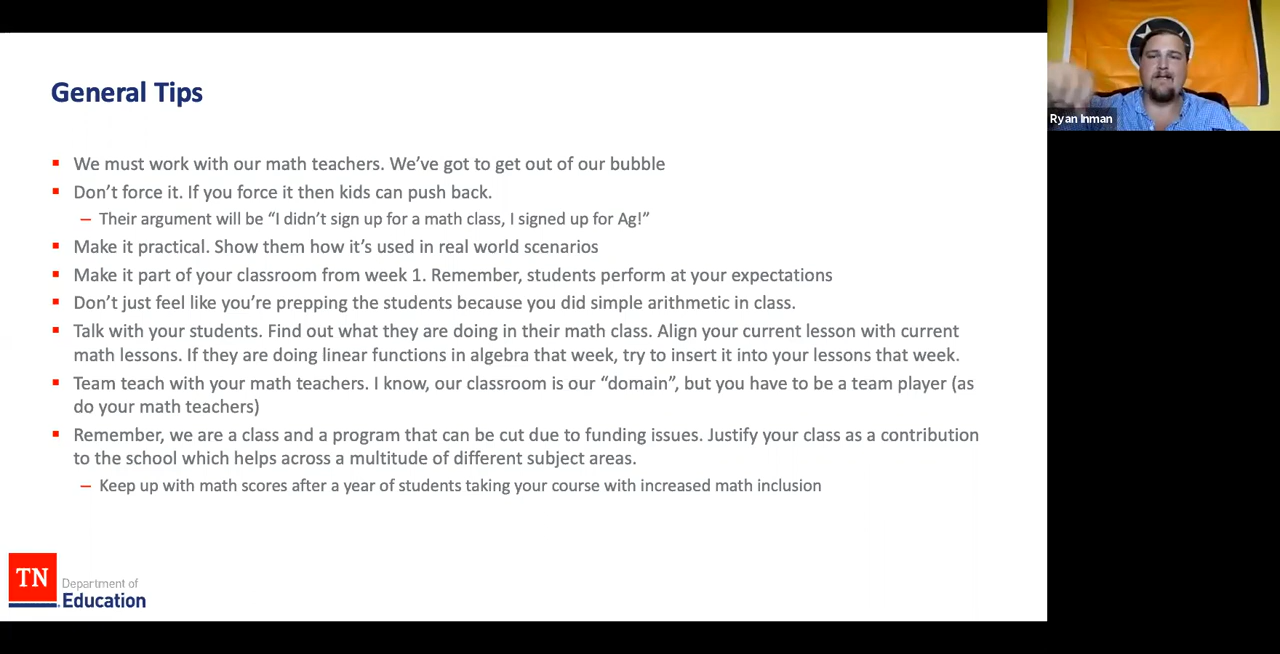 General Tips
We must work with our math teachers. We've got to get out of our bubble
Don't force it. If you force it then kids can push back.
– Their argument will be “I didn't sign up for a math class, I signed up for Ag!”
Make it practical. Show them how it's used in real world scenarios
Make it part of your classroom from week 1. Remember, students perform at your expectations
Don't just feel like you're prepping the students because you did simple arithmetic in class.
Talk with your students. Find out what they are doing in their math class. Align your current lesson with current
math lessons. If they are doing linear functions in algebra that week, try to insert it into your lessons that week.
Team teach with your math teachers. I know, our classroom is our “domain”, but you have to be a team player (as
do your math teachers)
Remember, we are a class and a program that can be cut due to funding issues. Justify your class as a contribution
to the school which helps across a multitude of different subject areas.
– Keep up with math scores after a year of students taking your course with increased math inclusion
TN
Department of
Education
Ryan Inman